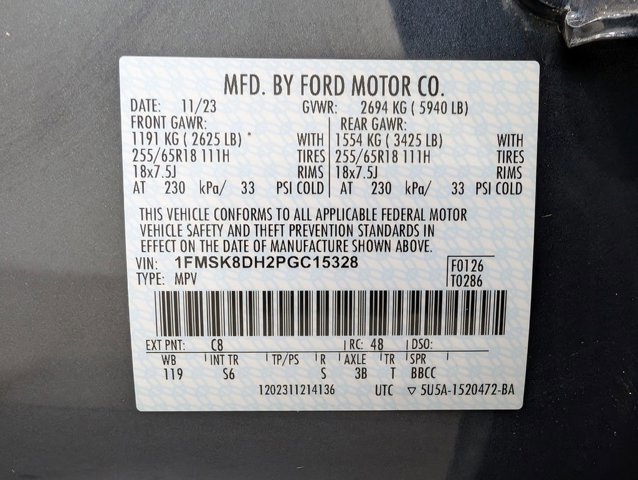 MFD. BY FORD MOTOR CO.
DATE: 11/23 GVWR: 2694 KG ( 5940 LB)
FRONT GAWR: REAR GAWR:
1191 KG ( 2625 LB) * WITH 1554 KG ( 3425 LB) WITH
255/65R18 111H TIRES 255/65R18 111H TIRES
18x7.5J RIMS 18x7.5J RIMS
AT 230 kPa/ 33 PSI COLD AT 230 kPa/ 33 PSI COLD
THIS VEHICLE CONFORMS TO ALL APPLICABLE FEDERAL MOTOR
VEHICLE SAFETY AND THEFT PREVENTION STANDARDS IN
EFFECT ON THE DATE OF MANUFACTURE SHOWN ABOVE.
VIN: 1FMSK8DH2PGC15328 F0126
TYPE: MPV T0286
EXT PNT: C8 RC: 48 DSO:
WB INT TR TP/PS R AXLE TR SPR
119 S6 S 3B T BBCC
1202311214136 UTC ▽ 5U5A-1520472-BA